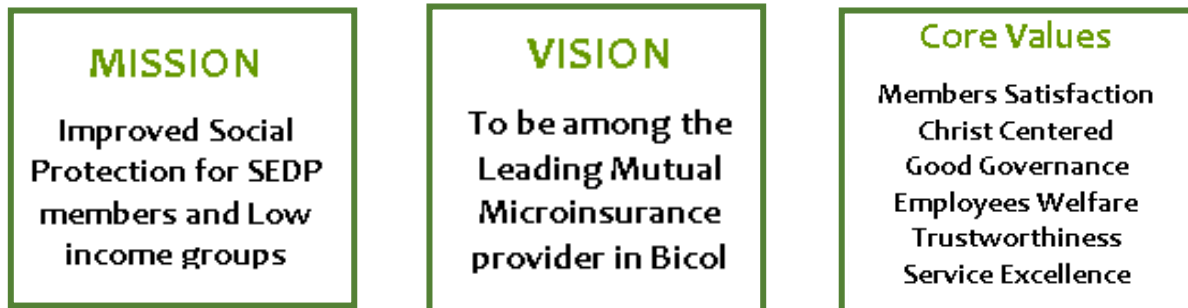 MISSION
Improved Social
Protection for SEDP
members and Low
income groups
VISION
To be among the
Leading Mutual
Microinsurance
provider in Bicol
Core Values
Members Satisfaction
Christ Centered
Good Governance
Employees Welfare
Trustworthiness
Service Excellence